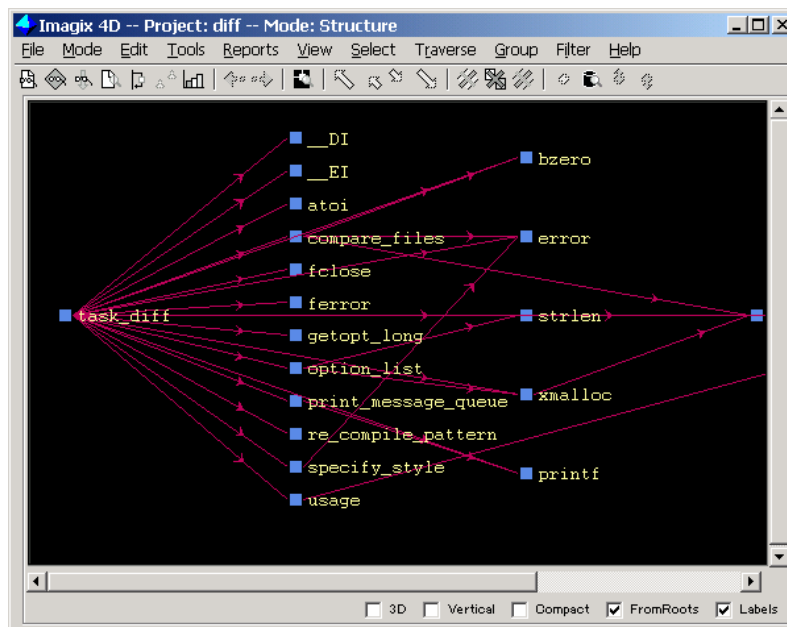 Imagix 4D -- Project: diff -- Mode: Structure
File Mode Edit Tools Reports View Select Traverse Group Filter Help
__DI
bzero
__EI
atoi
compare_files
error
fclose
ferror
task_diff
strlen
getopt_long
option_list
xmalloc
print_message_queue
re_compile_pattern
specify_style
printf
usage
3D Vertical Compact FromRoots Labels